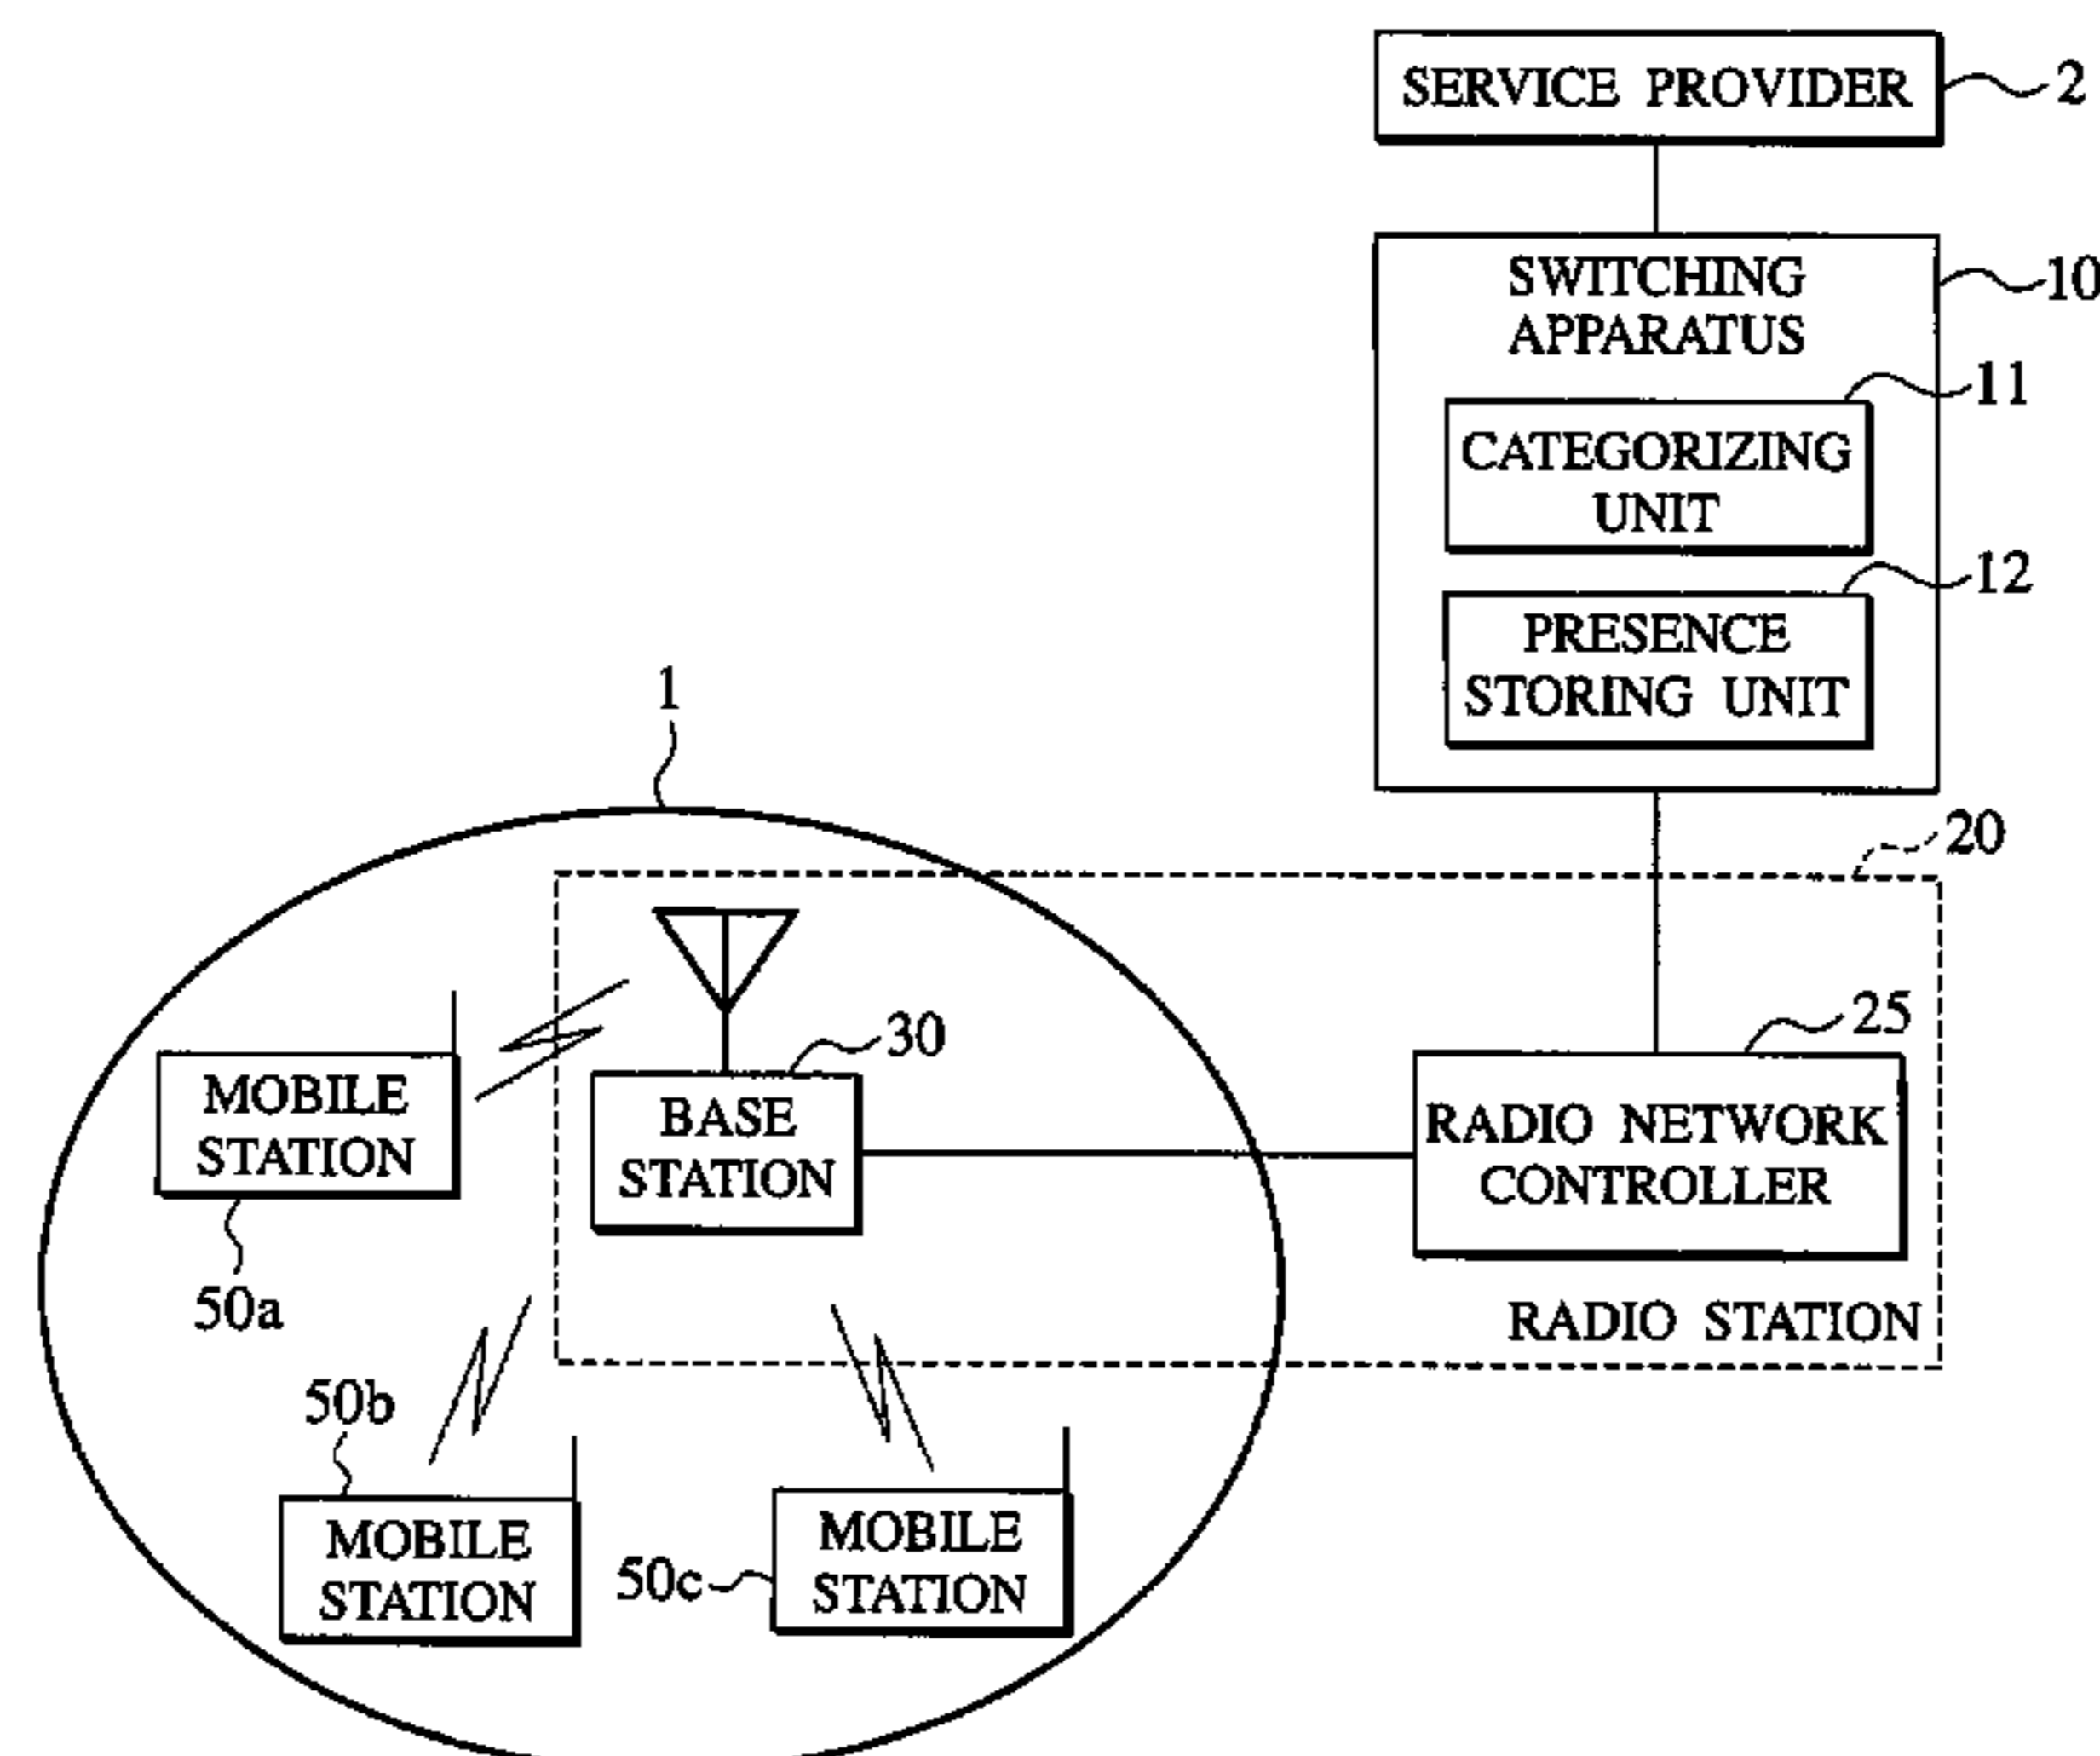 SERVICE PROVIDER
2
SWITCHING
APPARATUS
10
11
CATEGORIZING
UNIT
12
PRESENCE
STORING UNIT
1
20
30
25
MOBILE
STATION
50a
BASE
STATION
RADIO NETWORK
CONTROLLER
RADIO STATION
50b
MOBILE
STATION
50c
MOBILE
STATION